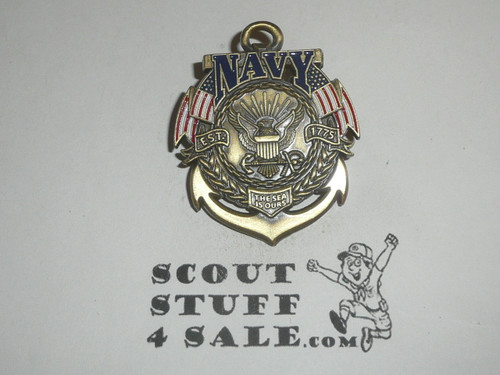 NAVY
EST. 1775
THE SEA
IS OURS
SCOUT
STUFF
4 SALE.COM